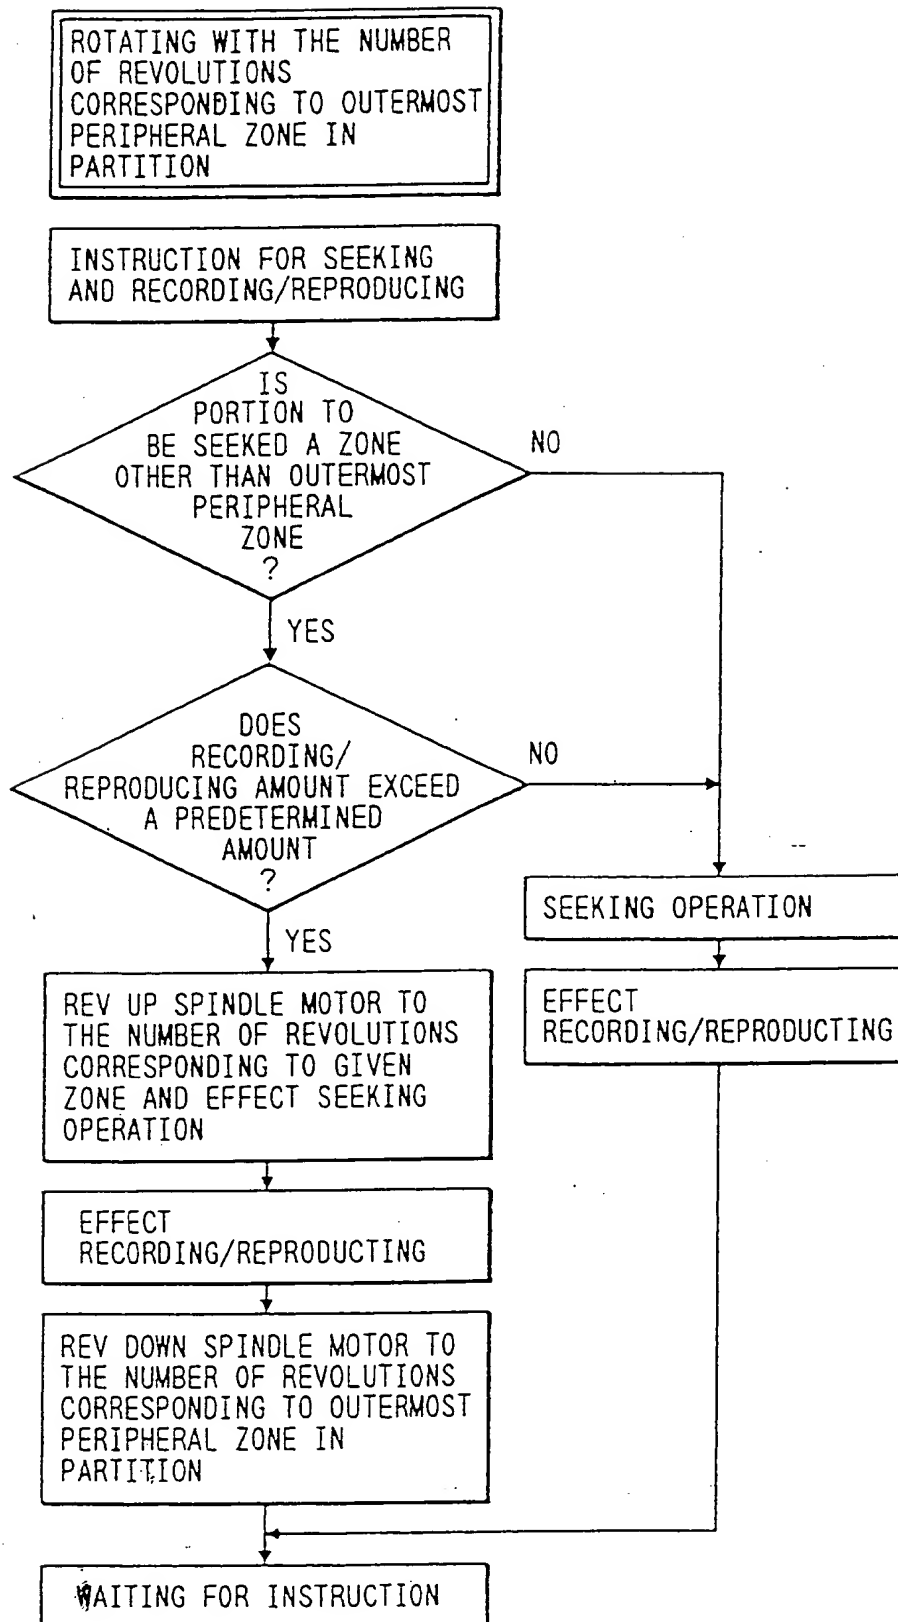 ROTATING WITH THE NUMBER
OF REVOLUTIONS
CORRESPONDING TO OUTERMOST
PERIPHERAL ZONE IN
PARTITION
INSTRUCTION FOR SEEKING
AND RECORDING/REPRODUCING
IS
PORTION TO
BE SEEKED A ZONE
OTHER THAN OUTERMOST
PERIPHERAL
ZONE
?
NO
YES
DOES
RECORDING/
REPRODUCING AMOUNT EXCEED
A PREDETERMINED
AMOUNT
?
NO
YES
SEEKING OPERATION
EFFECT
RECORDING/REPRODUCTING
REV UP SPINDLE MOTOR TO
THE NUMBER OF REVOLUTIONS
CORRESPONDING TO GIVEN
ZONE AND EFFECT SEEKING
OPERATION
EFFECT
RECORDING/REPRODUCTING
REV DOWN SPINDLE MOTOR TO
THE NUMBER OF REVOLUTIONS
CORRESPONDING TO OUTERMOST
PERIPHERAL ZONE IN
PARTITION
WAITING FOR INSTRUCTION